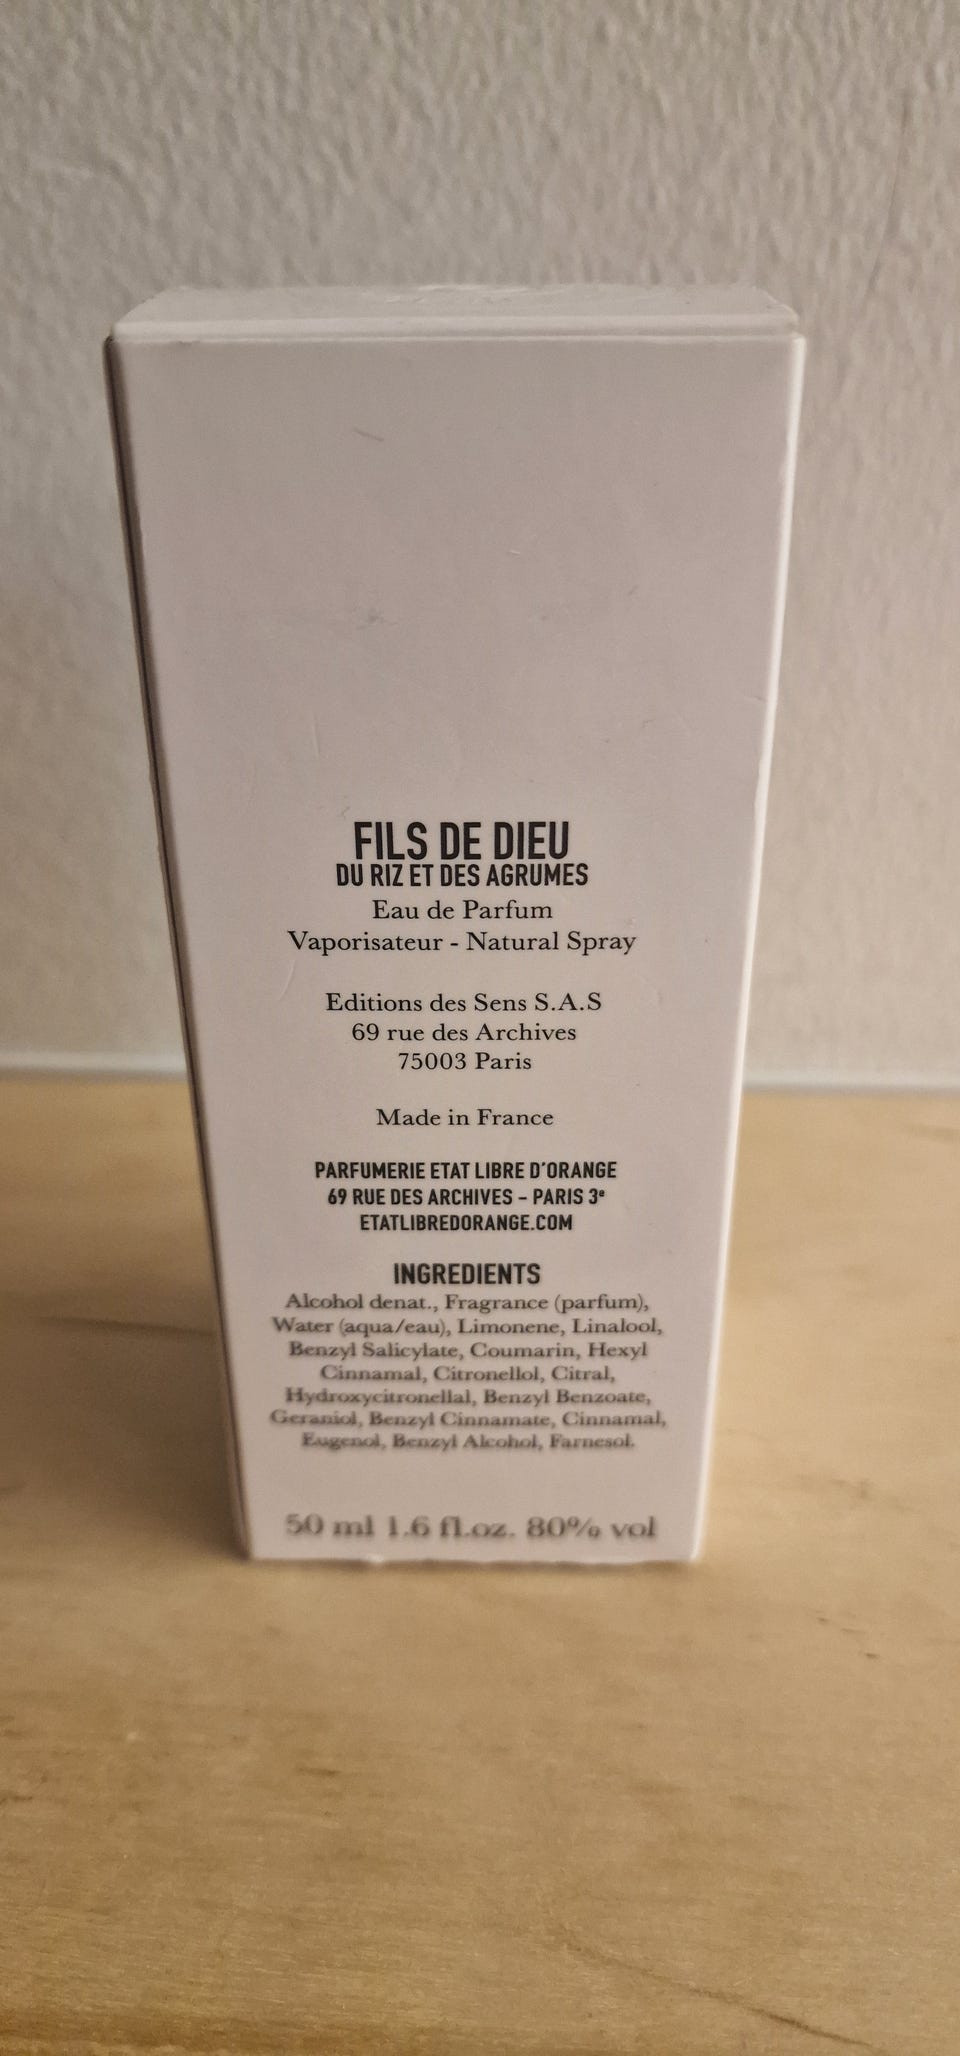 FILS DE DIEU
DU RIZ ET DES AGRUMES
Eau de Parfum
Vaporisateur - Natural Spray
Editions des Sens S.A.S
69 rue des Archives
75003 Paris
Made in France
PARFUMERIE ETAT LIBRE D'ORANGE
69 RUE DES ARCHIVES – PARIS 3e
ETATLIBREDORANGE.COM
INGREDIENTS
Alcohol denat., Fragrance (parfum),
Water (aqua/eau), Limonene, Linalool,
Benzyl Salicylate, Coumarin, Hexyl
Cinnamal, Citronellol, Citral,
Hydroxycitronellal, Benzyl Benzoate,
Geraniol, Benzyl Cinnamate, Cinnamal,
Eugenol, Benzyl Alcohol, Farnesol.
50 ml 1.6 fl.oz. 80% vol